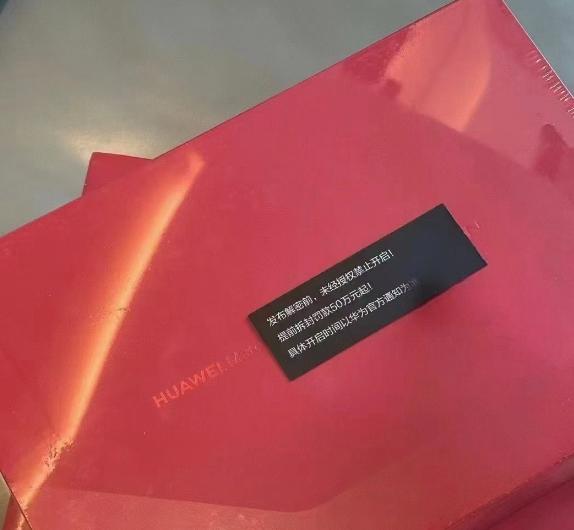 发布解密前，未经授权禁止开启！
提前拆封罚款50万元起！
具体开启时间以华为官方通知为
HUAWEI